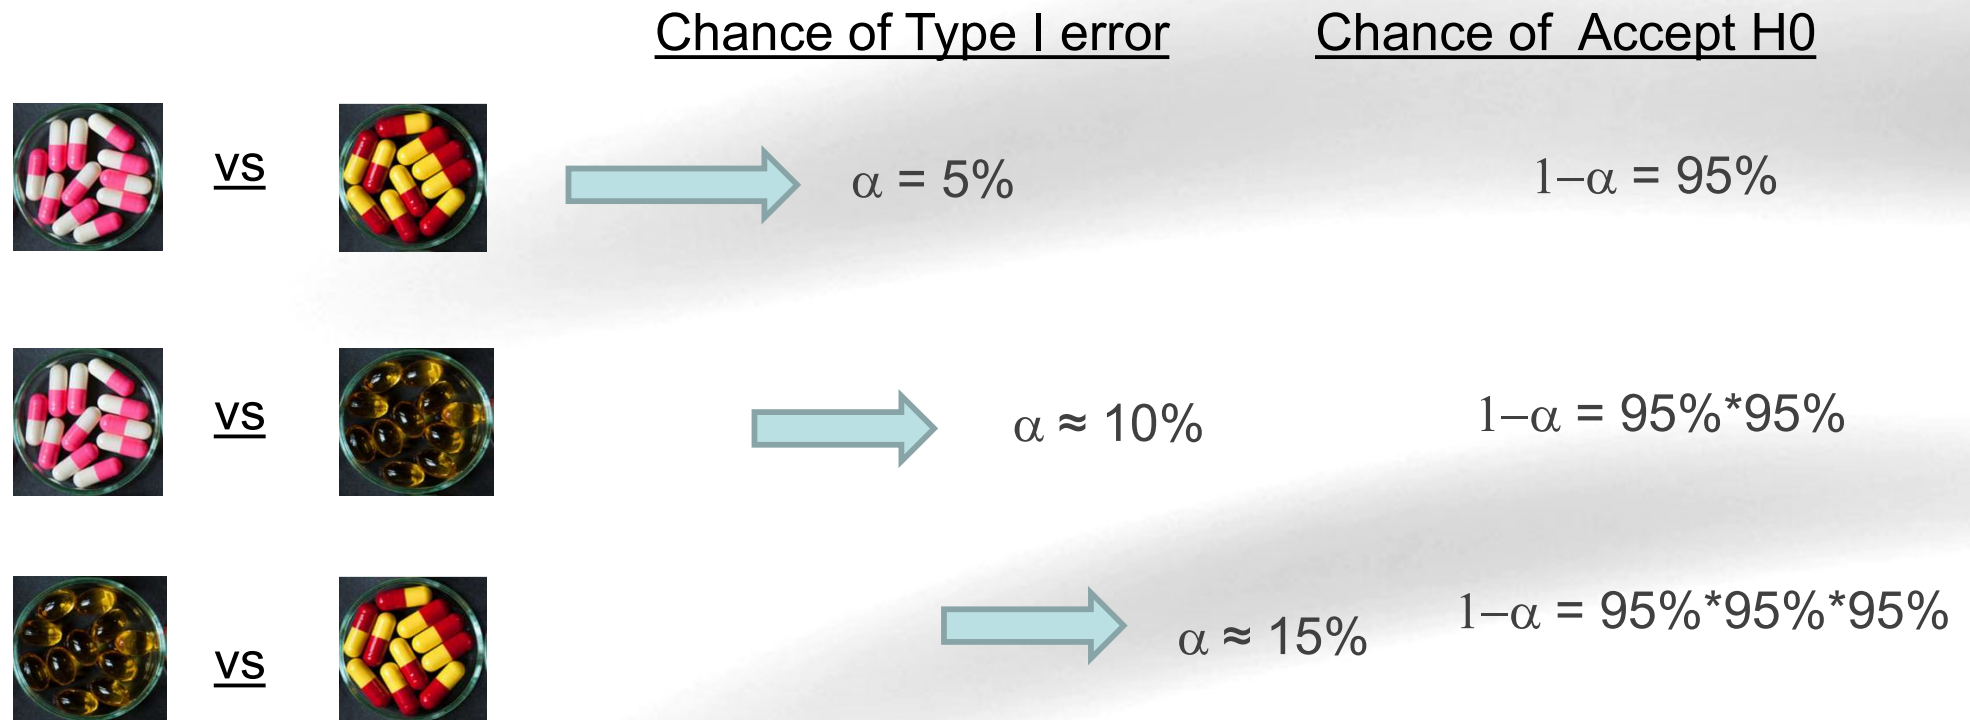 Chance of Type I error Chance of Accept H0
vs α = 5% 1−α = 95%
vs α ≈ 10% 1−α = 95%*95%
vs α ≈ 15% 1−α = 95%*95%*95%